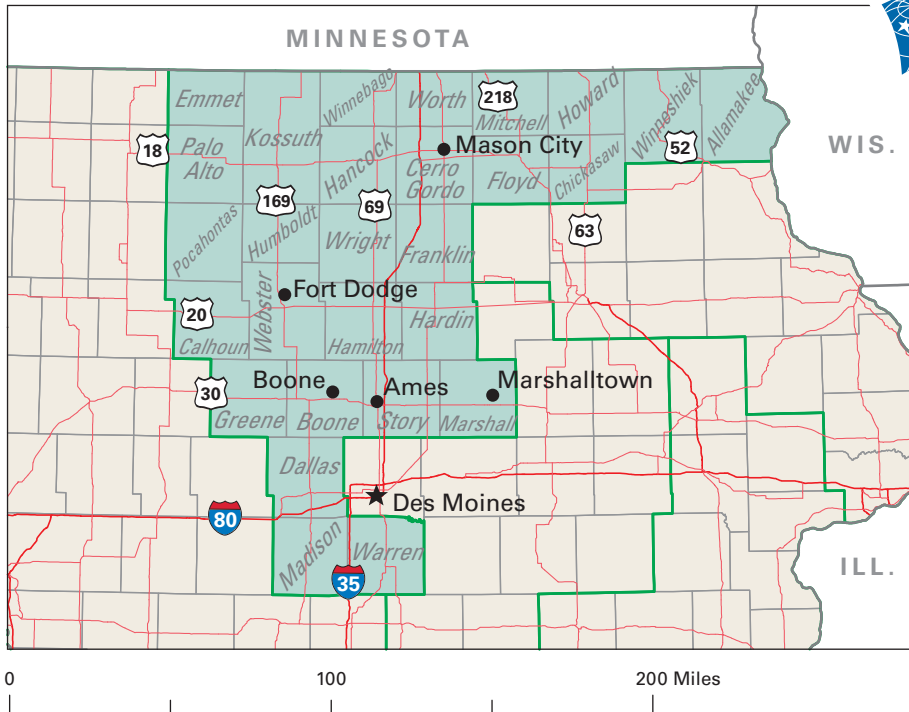 MINNESOTA
Emmet
Kossuth
Winnebago
Worth
218
Mitchell
Howard
Winneshiek
Allamakee
18
Palo
Alto
Hancock
Mason City
Cerro
Gordo
Floyd
Chickasaw
52
WIS.
169
69
63
Pocahontas
Humboldt
Wright
Franklin
Fort Dodge
20
Webster
Hardin
Calhoun
Hamilton
30
Boone
Ames
Marshalltown
Greene
Boone
Story
Marshall
Dallas
Des Moines
80
Madison
Warren
35
ILL.
0
100
200 Miles